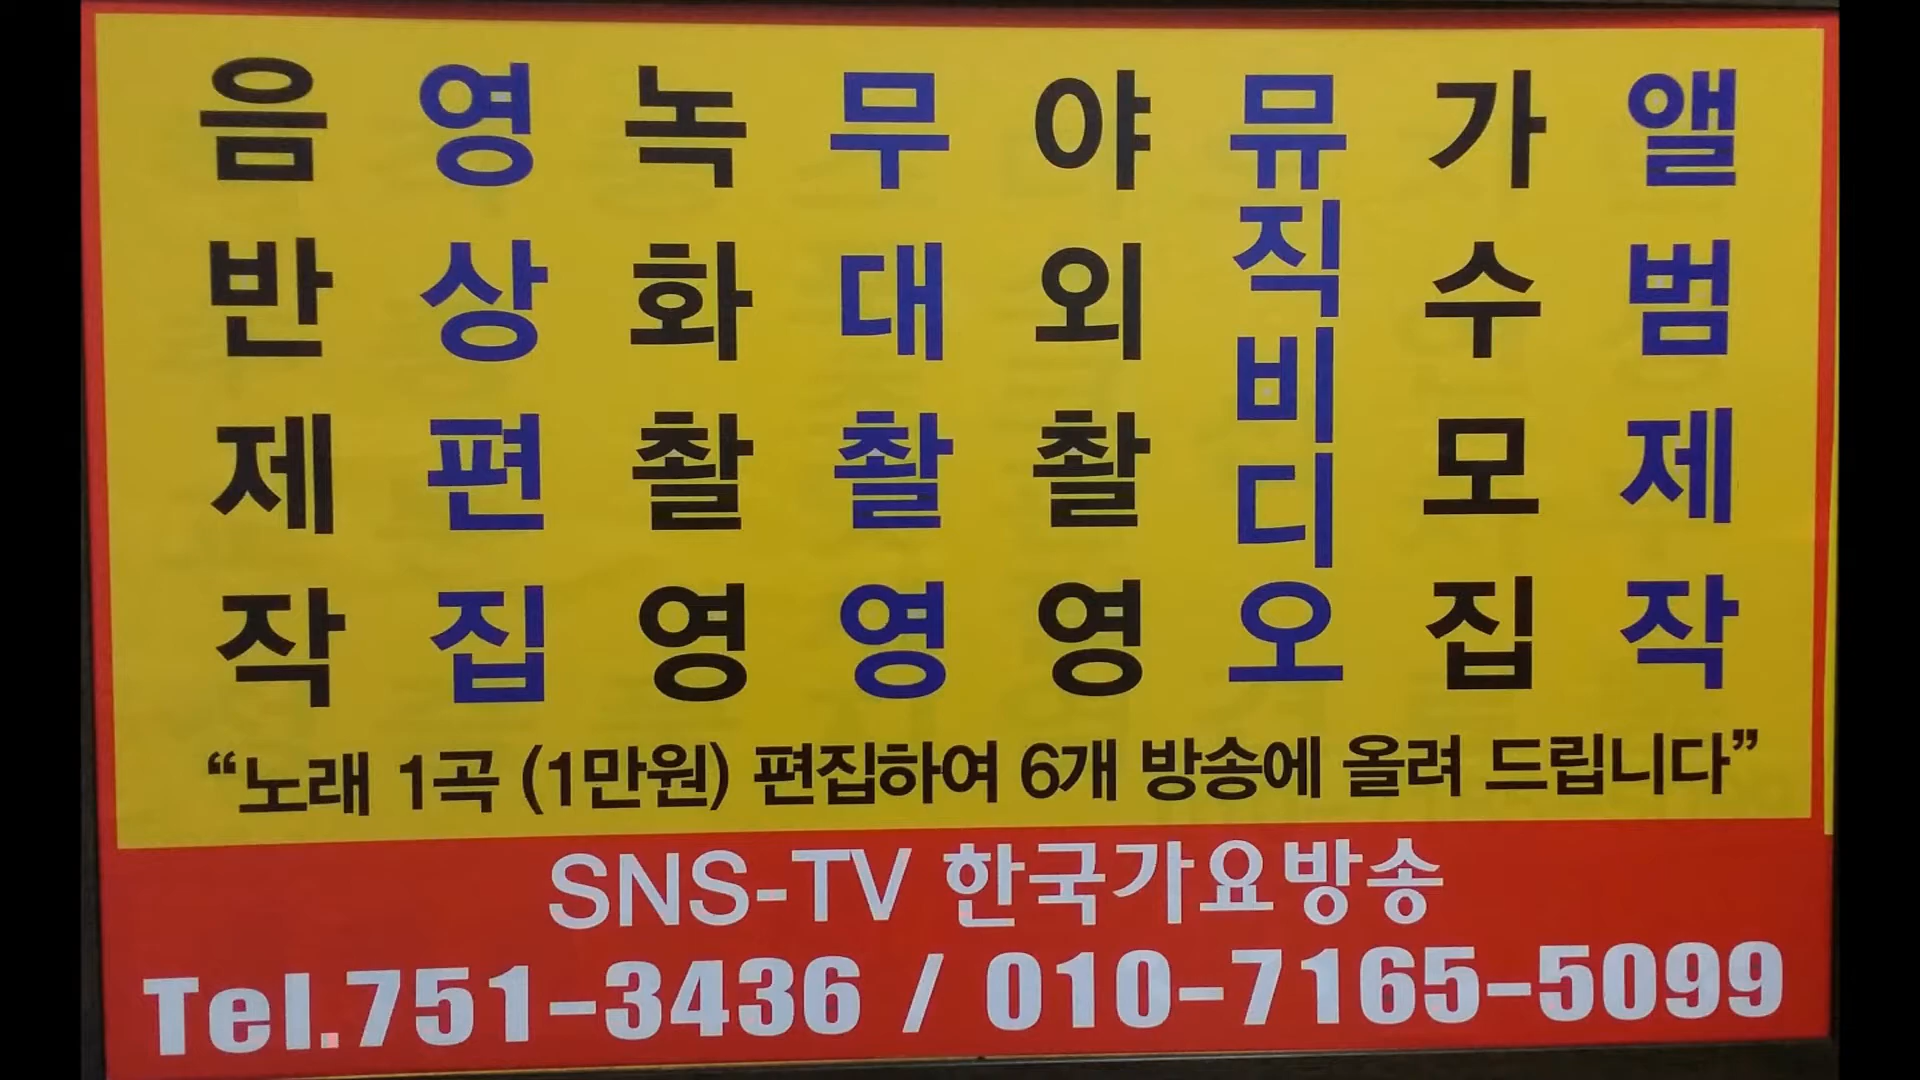 음반제작
영상편집
녹화촬영
무대촬영
야외촬영
뮤직비디오
가수모집
앨범제작
“노래 1곡 (1만원) 편집하여 6개 방송에 올려 드립니다”
SNS-TV 한국가요방송
Tel.751-3436 / 010-7165-5099